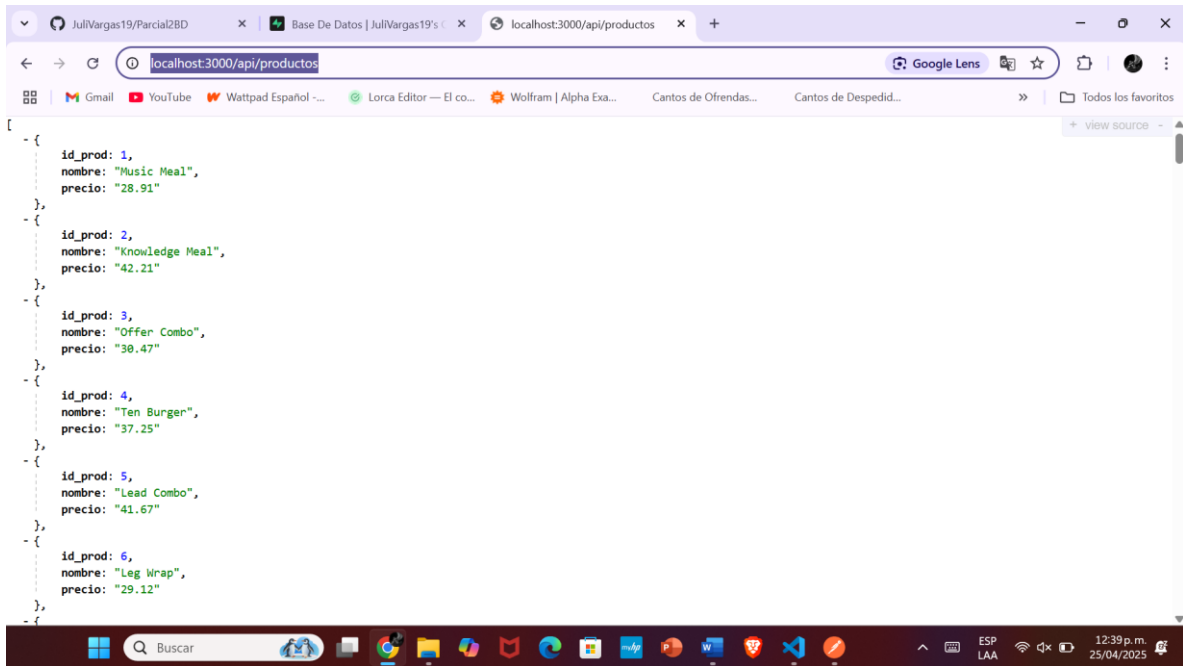 JuliVargas19/Parcial2BD
Base De Datos | JuliVargas19's
localhost:3000/api/productos
localhost:3000/api/productos
Google Lens
Gmail YouTube Wattpad Español -... Lorca Editor — El co... Wolfram | Alpha Exa... Cantos de Ofrendas... Cantos de Despedid... » Todos los favoritos
+ view source -
[
- {
id_prod: 1,
nombre: "Music Meal",
precio: "28.91"
},
- {
id_prod: 2,
nombre: "Knowledge Meal",
precio: "42.21"
},
- {
id_prod: 3,
nombre: "Offer Combo",
precio: "30.47"
},
- {
id_prod: 4,
nombre: "Ten Burger",
precio: "37.25"
},
- {
id_prod: 5,
nombre: "Lead Combo",
precio: "41.67"
},
- {
id_prod: 6,
nombre: "Leg Wrap",
precio: "29.12"
},
- {
Buscar
ESP
LAA
12:39 p. m.
25/04/2025